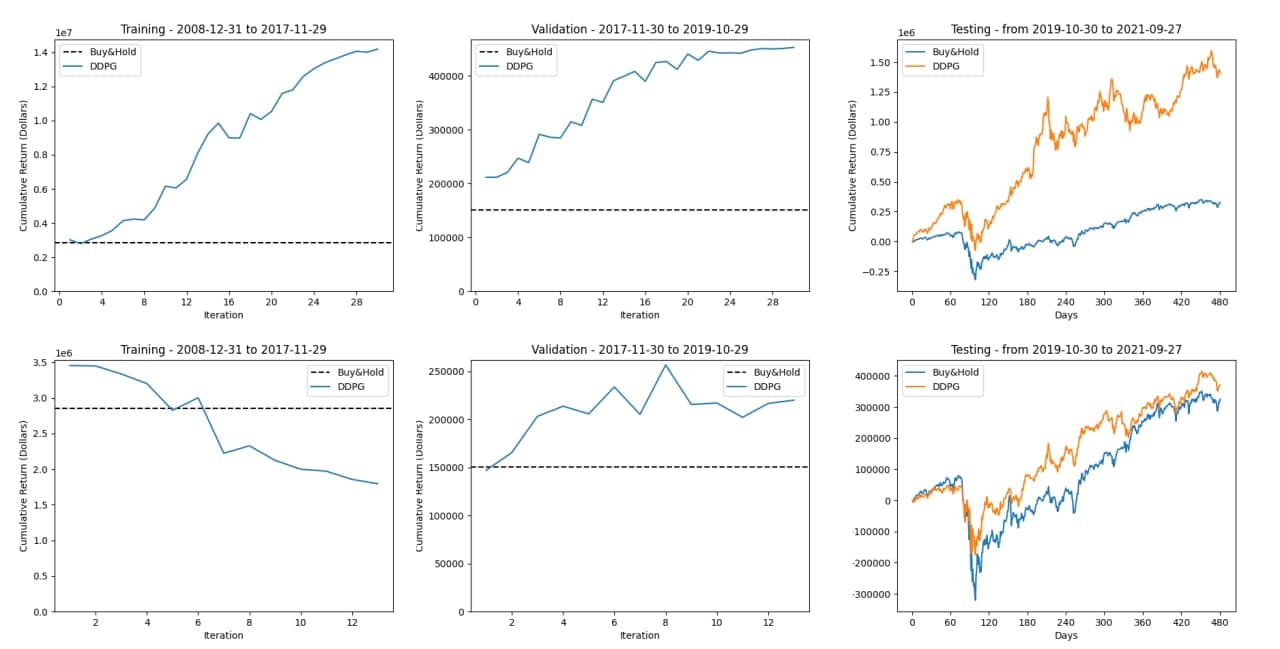 Training - 2008-12-31 to 2017-11-29
1e7
Cumulative Return (Dollars)
1.4
1.2
1.0
0.8
0.6
0.4
0.2
0.0
Buy&Hold
DDPG
0 4 8 12 16 20 24 28
Iteration
Validation - 2017-11-30 to 2019-10-29
Cumulative Return (Dollars)
400000
300000
200000
100000
0
Buy&Hold
DDPG
0 4 8 12 16 20 24 28
Iteration
Testing - from 2019-10-30 to 2021-09-27
1e6
Cumulative Return (Dollars)
1.50
1.25
1.00
0.75
0.50
0.25
0.00
−0.25
Buy&Hold
DDPG
0 60 120 180 240 300 360 420 480
Days
Training - 2008-12-31 to 2017-11-29
1e6
Cumulative Return (Dollars)
3.5
3.0
2.5
2.0
1.5
1.0
0.5
0.0
Buy&Hold
DDPG
2 4 6 8 10 12
Iteration
Validation - 2017-11-30 to 2019-10-29
Cumulative Return (Dollars)
250000
200000
150000
100000
50000
0
Buy&Hold
DDPG
2 4 6 8 10 12
Iteration
Testing - from 2019-10-30 to 2021-09-27
Cumulative Return (Dollars)
400000
300000
200000
100000
0
-100000
-200000
-300000
Buy&Hold
DDPG
0 60 120 180 240 300 360 420 480
Days